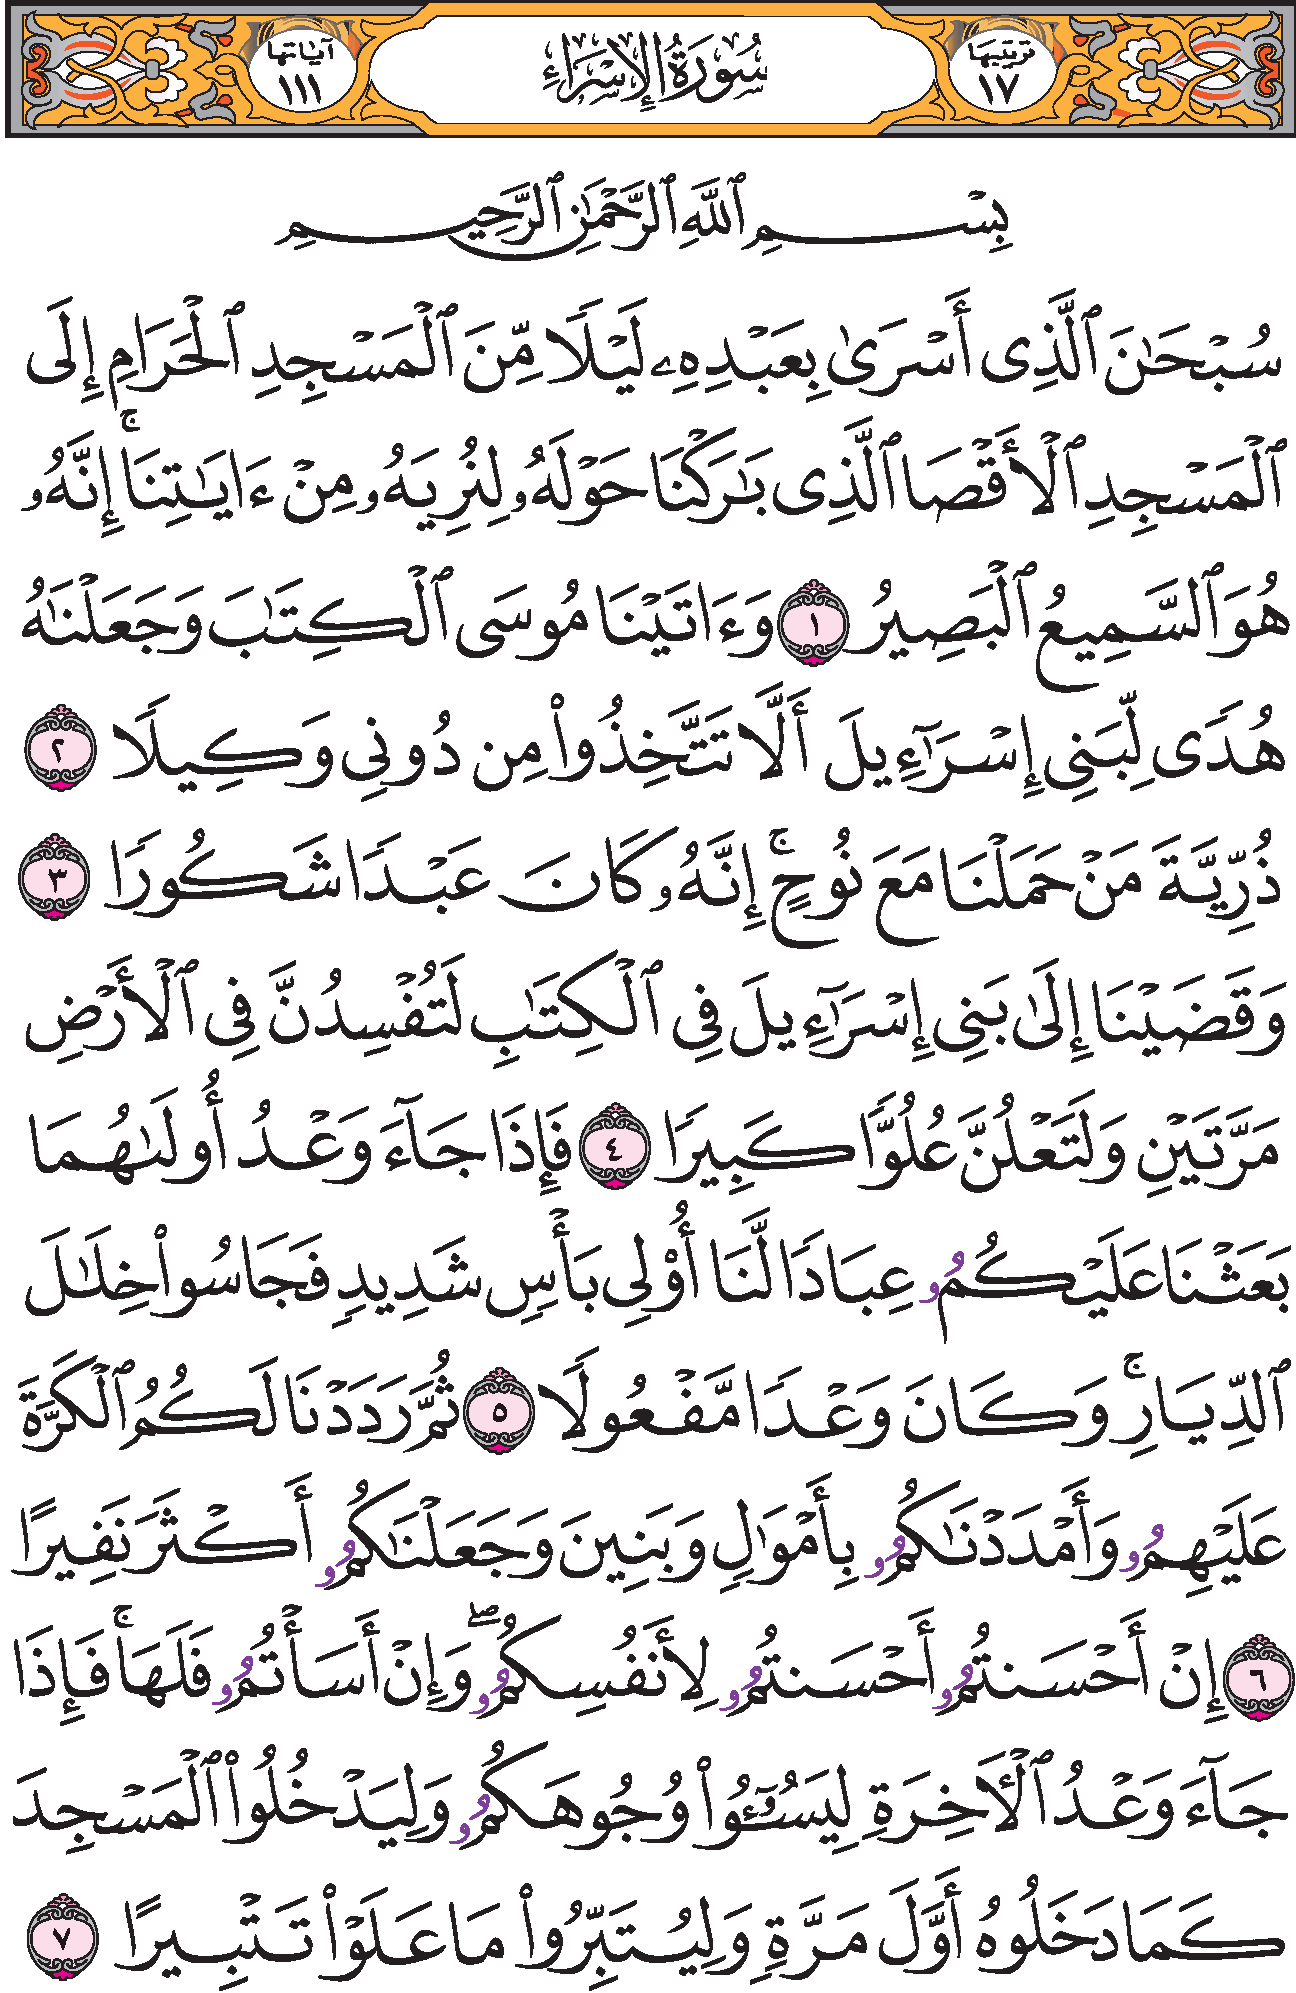 ترتيبها ١٧ سُورَةُ الإِسْرَاءِ آياتها ١١١
بِسْمِ ٱللَّهِ ٱلرَّحْمَٰنِ ٱلرَّحِيمِ
سُبْحَٰنَ ٱلَّذِى أَسْرَىٰ بِعَبْدِهِۦ لَيْلًا مِّنَ ٱلْمَسْجِدِ ٱلْحَرَامِ إِلَى
ٱلْمَسْجِدِ ٱلْأَقْصَا ٱلَّذِى بَٰرَكْنَا حَوْلَهُۥ لِنُرِيَهُۥ مِنْ ءَايَٰتِنَا ۚ إِنَّهُۥ
هُوَ ٱلسَّمِيعُ ٱلْبَصِيرُ ١ وَءَاتَيْنَا مُوسَى ٱلْكِتَٰبَ وَجَعَلْنَٰهُ
هُدًى لِّبَنِى إِسْرَٰٓءِيلَ أَلَّا تَتَّخِذُوا۟ مِن دُونِى وَكِيلًا ٢
ذُرِّيَّةَ مَنْ حَمَلْنَا مَعَ نُوحٍ ۚ إِنَّهُۥ كَانَ عَبْدًا شَكُورًا ٣
وَقَضَيْنَا إِلَىٰ بَنِى إِسْرَٰٓءِيلَ فِى ٱلْكِتَٰبِ لَتُفْسِدُنَّ فِى ٱلْأَرْضِ
مَرَّتَيْنِ وَلَتَعْلُنَّ عُلُوًّا كَبِيرًا ٤ فَإِذَا جَآءَ وَعْدُ أُولَىٰهُمَا
بَعَثْنَا عَلَيْكُمُۥ عِبَادًا لَّنَا أُو۟لِى بَأْسٍ شَدِيدٍ فَجَاسُوا۟ خِلَٰلَ
ٱلدِّيَارِ ۚ وَكَانَ وَعْدًا مَّفْعُولًا ٥ ثُمَّ رَدَدْنَا لَكُمُ ٱلْكَرَّةَ
عَلَيْهِمُۥ وَأَمْدَدْنَٰكُمُۥ بِأَمْوَٰلٍ وَبَنِينَ وَجَعَلْنَٰكُمُۥ أَكْثَرَ نَفِيرًا
٦ إِنْ أَحْسَنتُمُۥ أَحْسَنتُمُۥ لِأَنفُسِكُمُۥ ۖ وَإِنْ أَسَأْتُمُۥ فَلَهَا ۚ فَإِذَا
جَآءَ وَعْدُ ٱلْـَٔاخِرَةِ لِيَسُـۥٓـُٔوا۟ وُجُوهَكُمُۥ وَلِيَدْخُلُوا۟ ٱلْمَسْجِدَ
كَمَا دَخَلُوهُ أَوَّلَ مَرَّةٍ وَلِيُتَبِّرُوا۟ مَا عَلَوْا۟ تَتْبِيرًا ٧